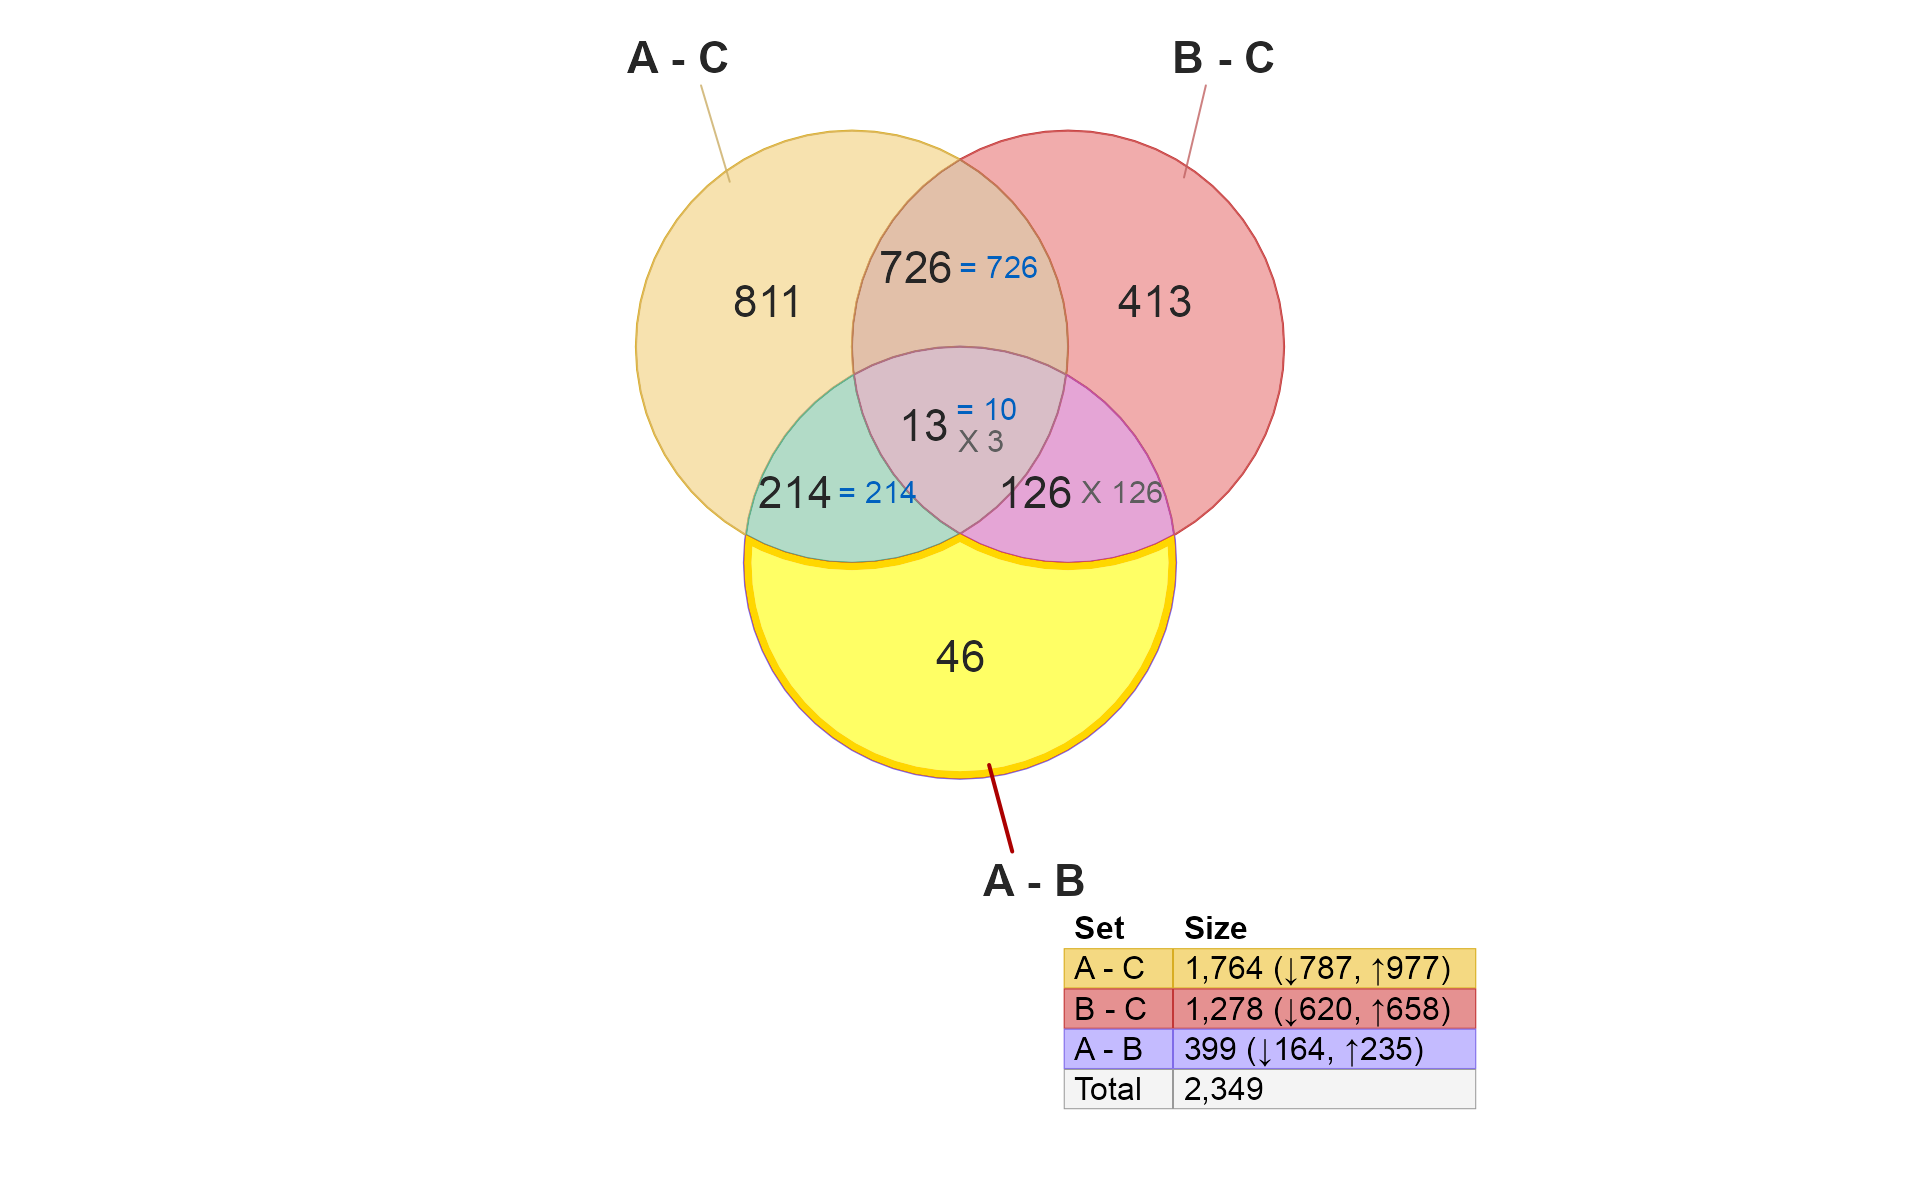 A - C
B - C
726 = 726
811
413
13 = 10
X 3
214 = 214
126 X 126
46
A - B
Set Size
A - C 1,764 (↓787, ↑977)
B - C 1,278 (↓620, ↑658)
A - B 399 (↓164, ↑235)
Total 2,349